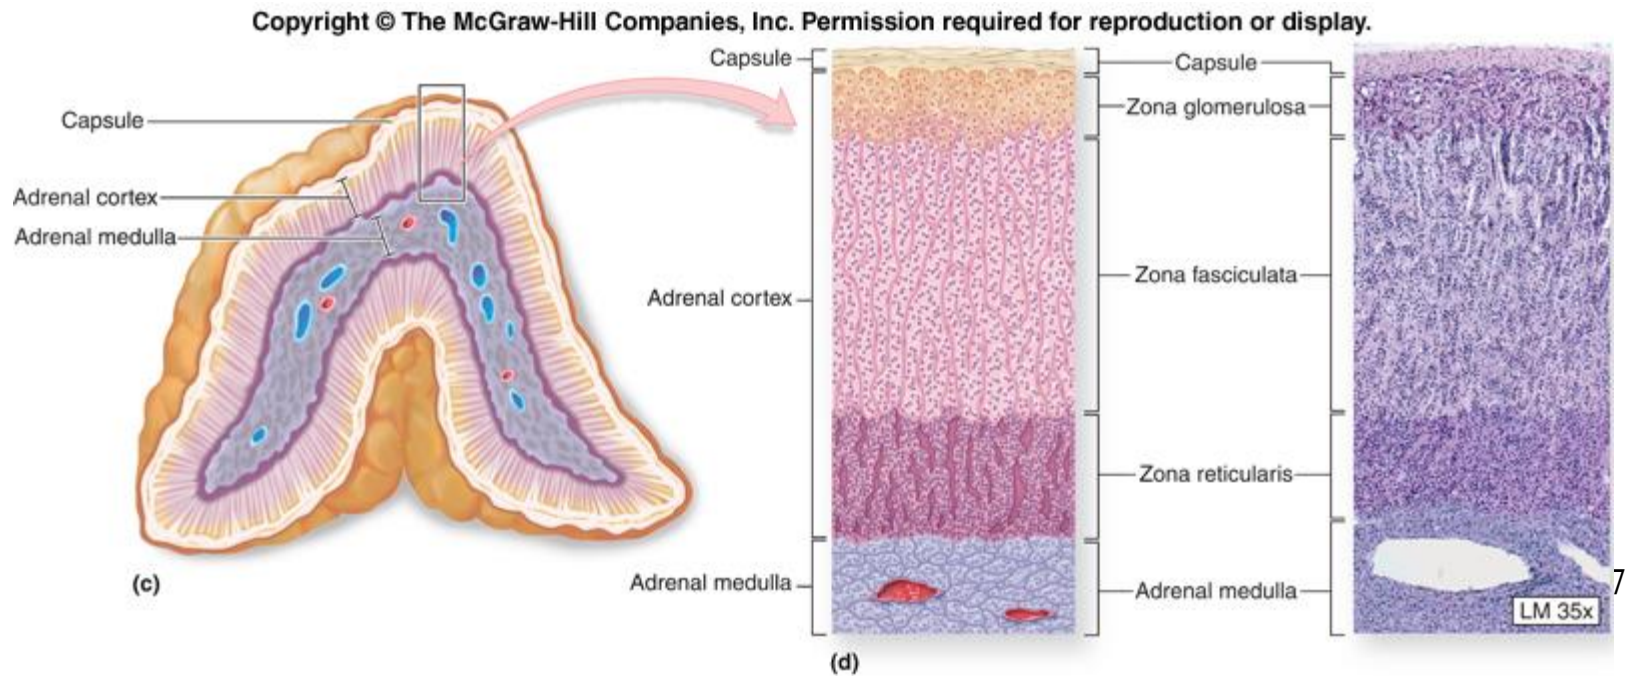 Copyright © The McGraw-Hill Companies, Inc. Permission required for reproduction or display.
Capsule
Adrenal cortex
Adrenal medulla
(c)
Capsule
Adrenal cortex
Adrenal medulla
Capsule
Zona glomerulosa
Zona fasciculata
Zona reticularis
Adrenal medulla
(d)
LM 35x
7